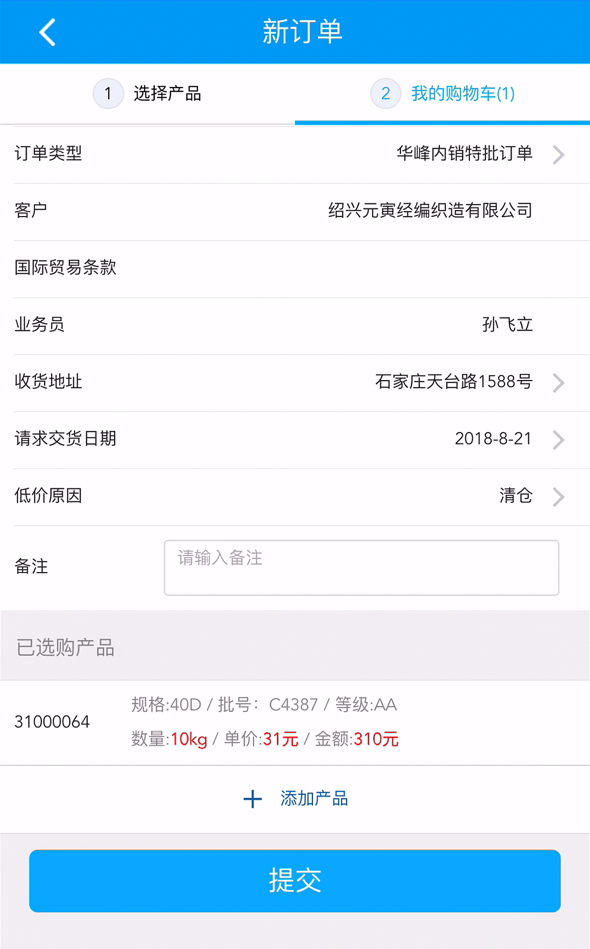 新订单
1 选择产品
2 我的购物车(1)
订单类型 华峰内销特批订单
客户 绍兴元寅经编织造有限公司
国际贸易条款
业务员 孙飞立
收货地址 石家庄天台路1588号
请求交货日期 2018-8-21
低价原因 清仓
备注 请输入备注
已选购产品
规格:40D / 批号：C4387 / 等级:AA
31000064
数量:10kg / 单价:31元 / 金额:310元
添加产品
提交